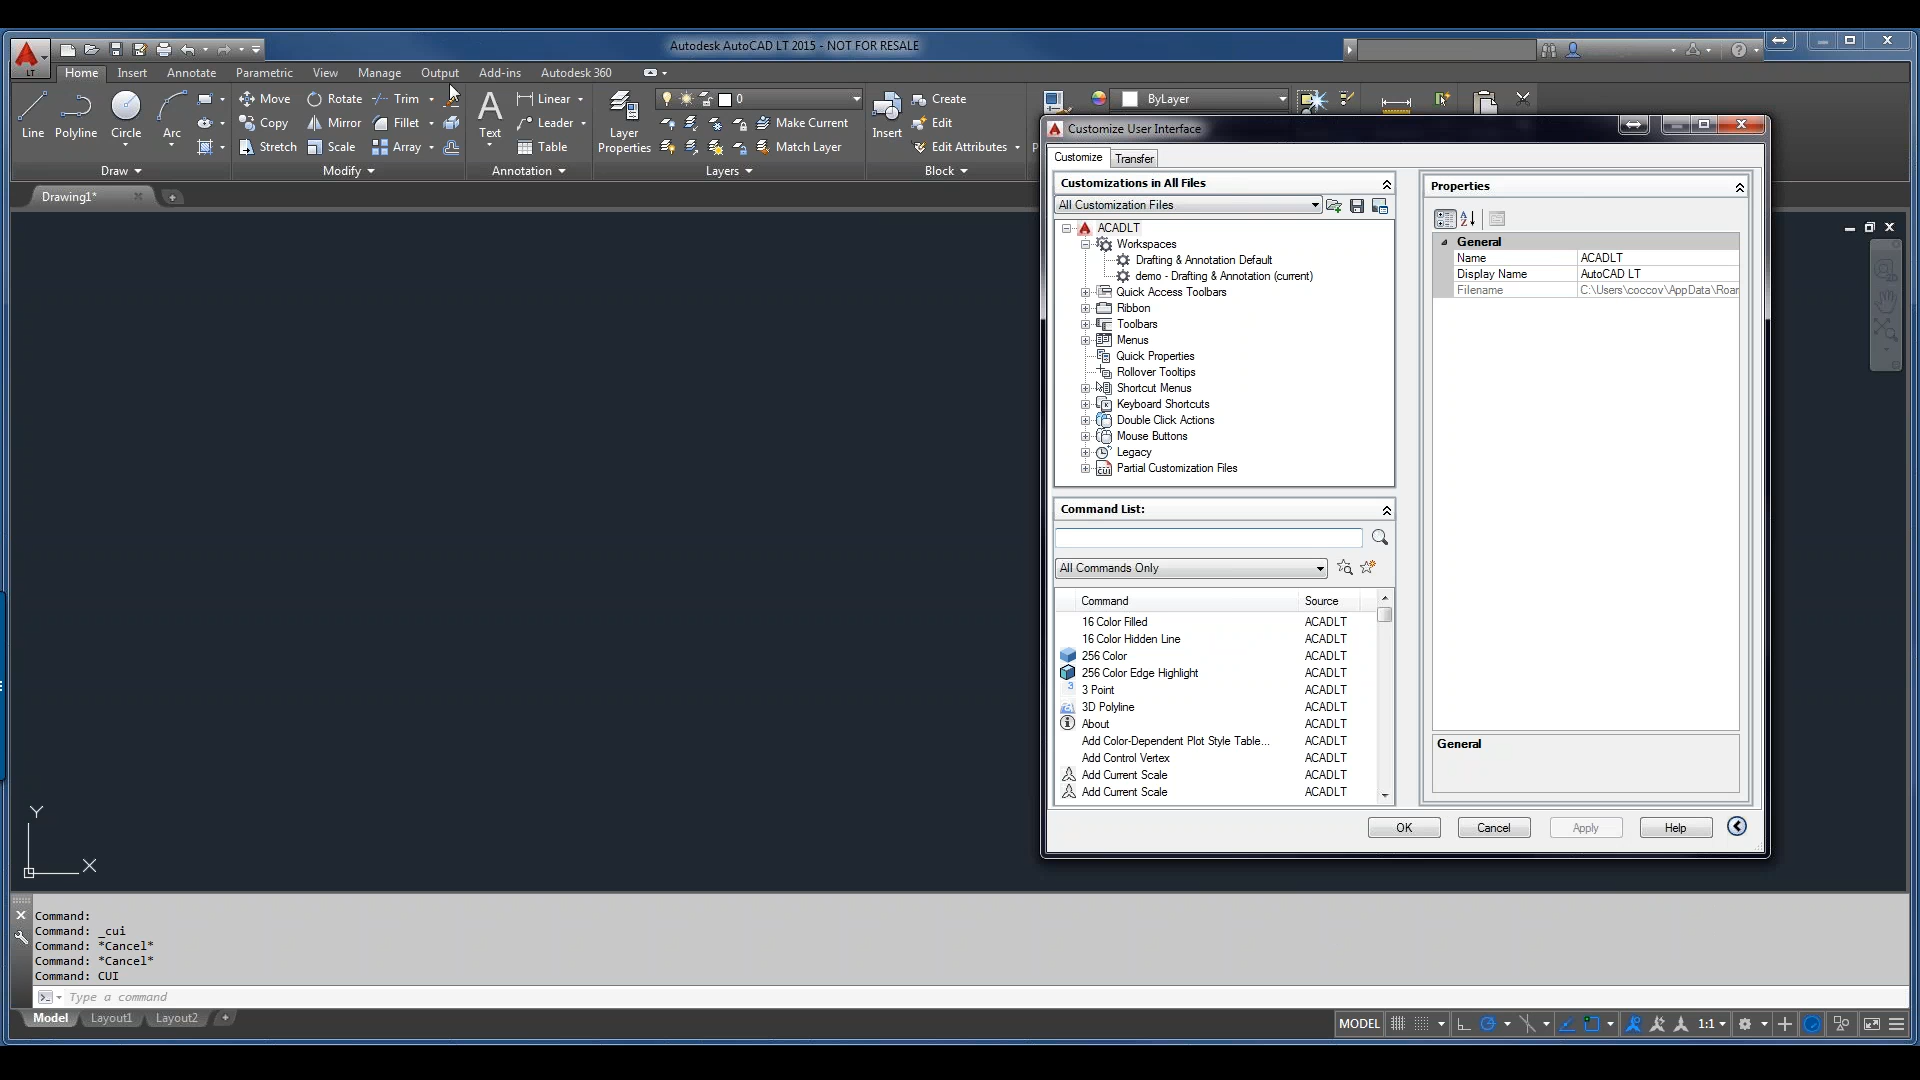 Autodesk AutoCAD LT 2015 - NOT FOR RESALE
LT
Home Insert Annotate Parametric View Manage Output Add-ins Autodesk 360
Move Rotate Trim Linear 0 Create ByLayer
Line Polyline Circle Arc Copy Mirror Fillet Text Leader Layer Properties Make Current Insert Edit
Stretch Scale Array Table Match Layer Edit Attributes
Draw Modify Annotation Layers Block
Drawing1*
Customize User Interface
Customize Transfer
Customizations in All Files
All Customization Files
ACADLT
Workspaces
Drafting & Annotation Default
demo - Drafting & Annotation (current)
Quick Access Toolbars
Ribbon
Toolbars
Menus
Quick Properties
Rollover Tooltips
Shortcut Menus
Keyboard Shortcuts
Double Click Actions
Mouse Buttons
Legacy
Partial Customization Files
Command List:
All Commands Only
Command Source
16 Color Filled ACADLT
16 Color Hidden Line ACADLT
256 Color ACADLT
256 Color Edge Highlight ACADLT
3 Point ACADLT
3D Polyline ACADLT
About ACADLT
Add Color-Dependent Plot Style Table... ACADLT
Add Control Vertex ACADLT
Add Current Scale ACADLT
Add Current Scale ACADLT
Properties
General
Name ACADLT
Display Name AutoCAD LT
Filename C:\Users\coccov\AppData\Roar
General
OK Cancel Apply Help
Y
X
Command:
Command: _cui
Command: *Cancel*
Command: *Cancel*
Command: CUI
Type a command
Model Layout1 Layout2
MODEL 1:1